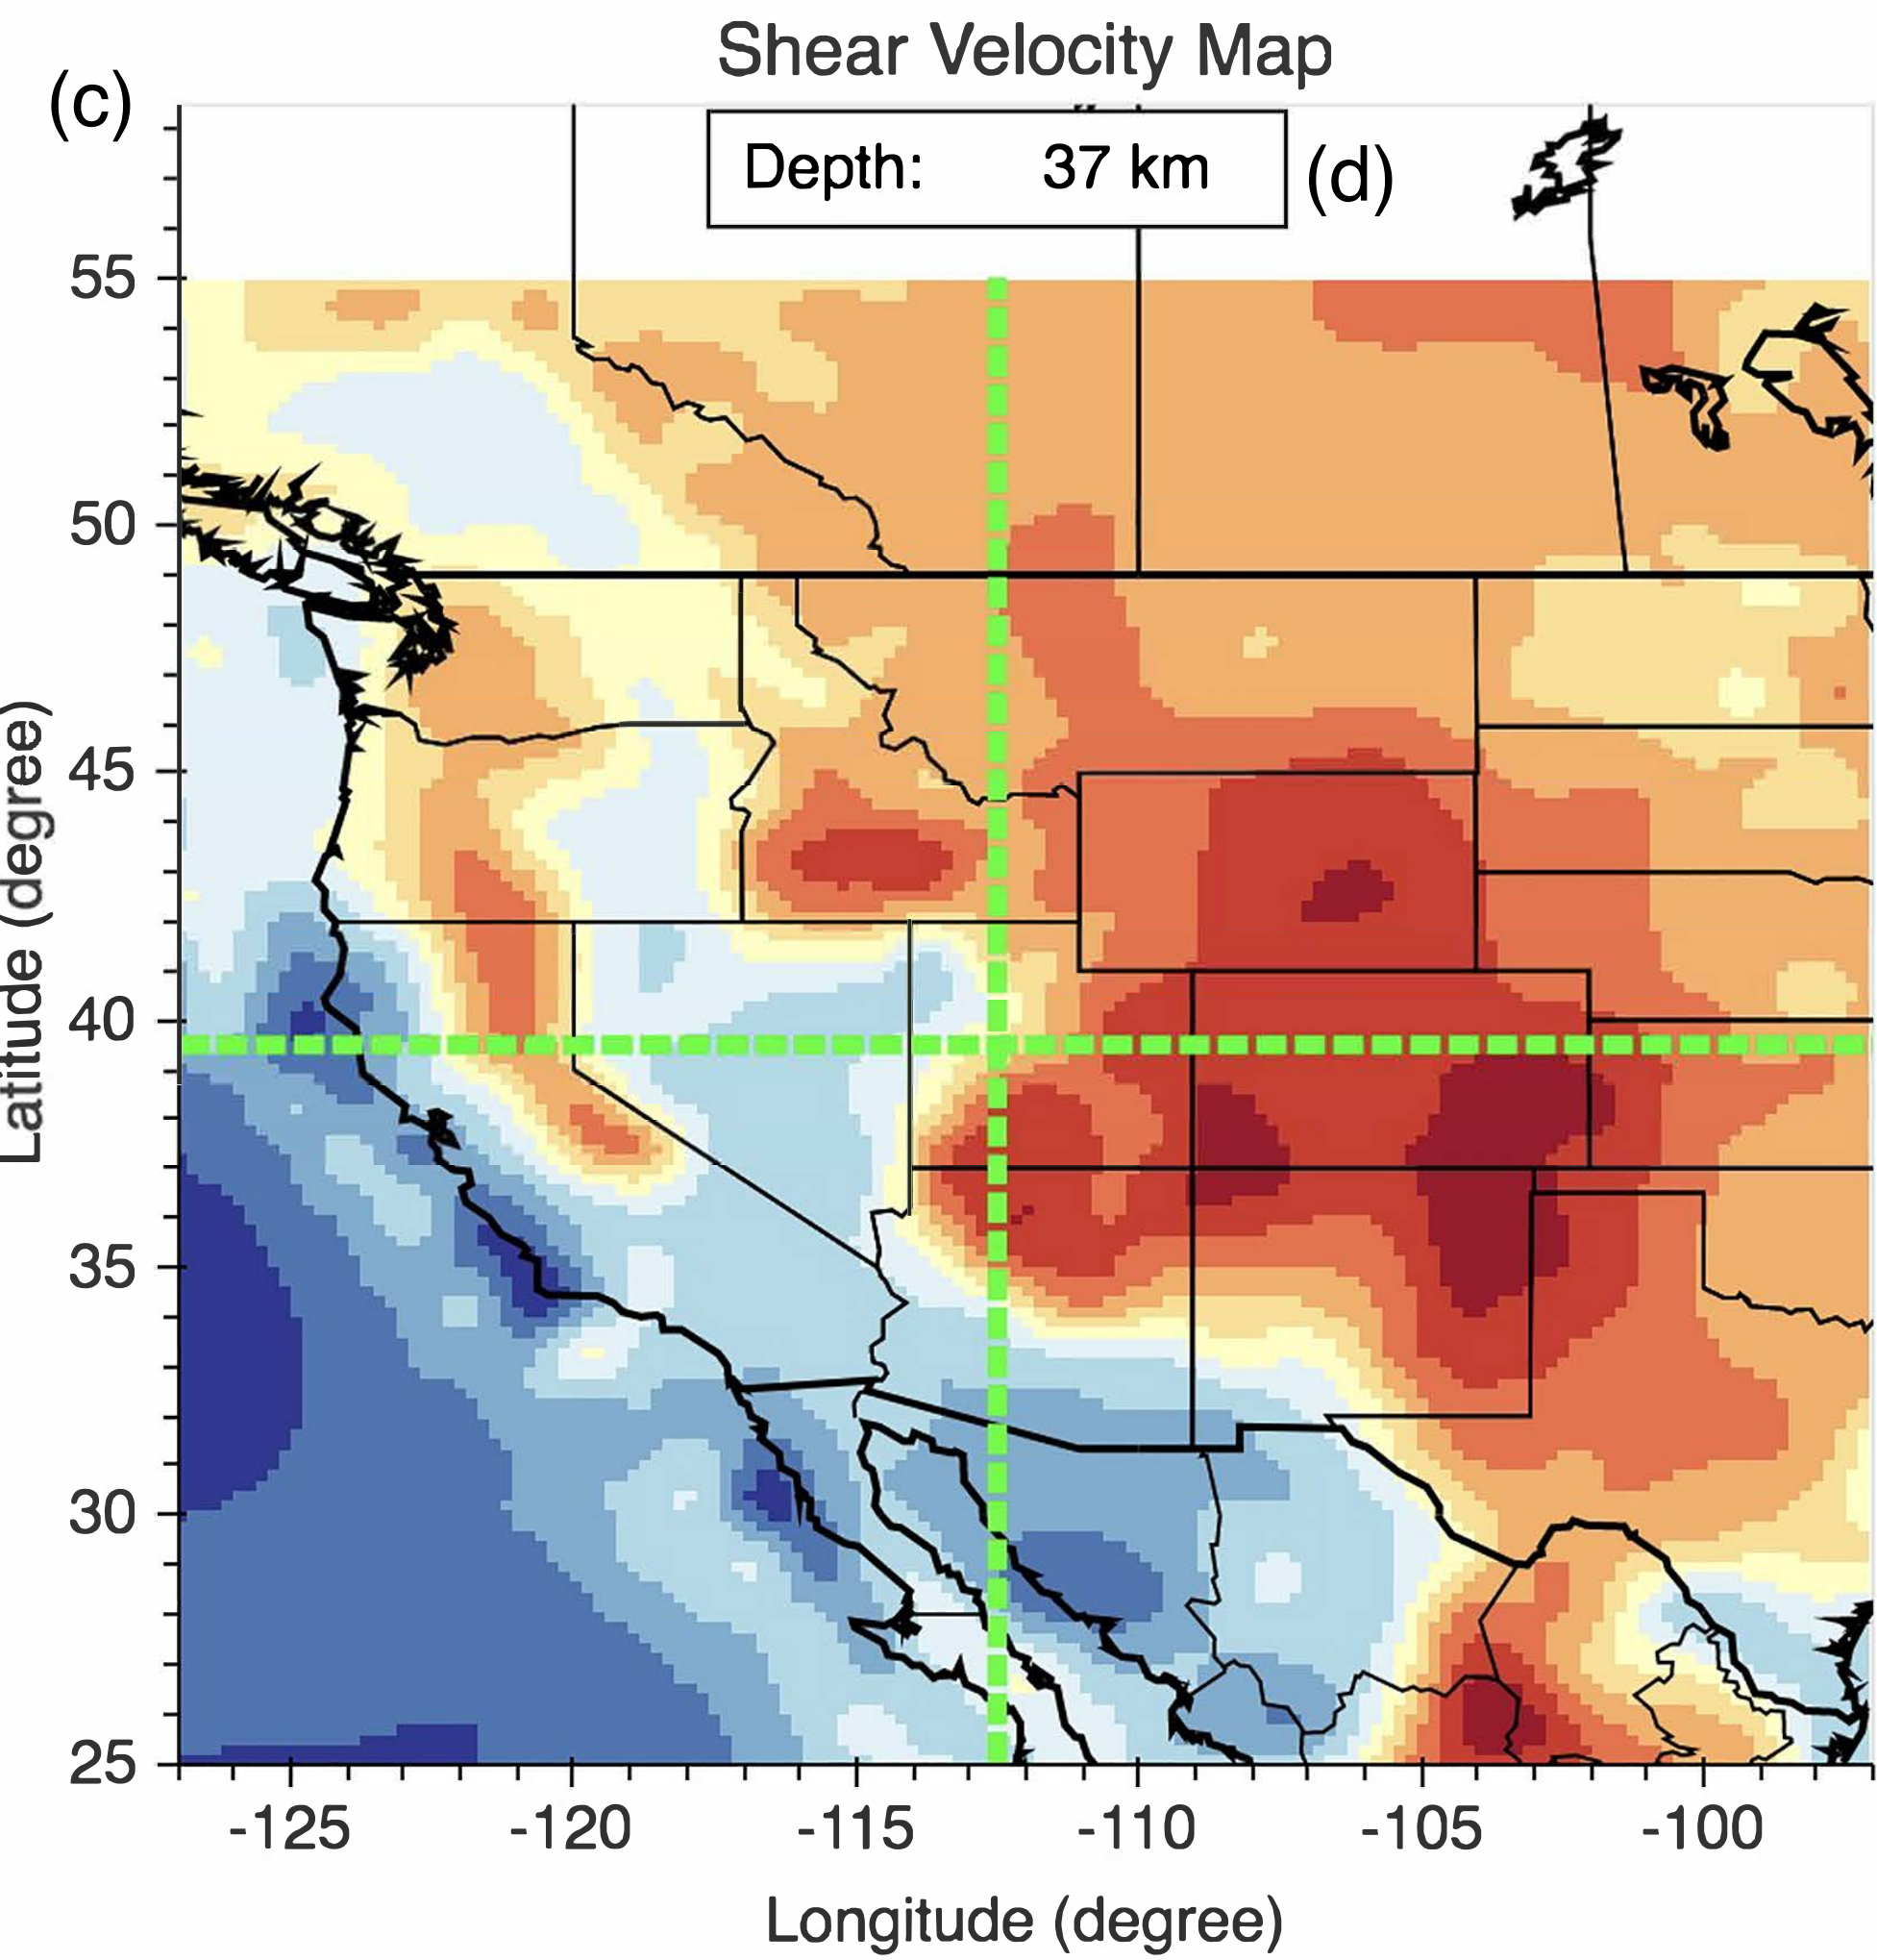 Shear Velocity Map
(c)
Depth: 37 km
(d)
55
50
45
40
35
30
25
Latitude (degree)
-125 -120 -115 -110 -105 -100
Longitude (degree)